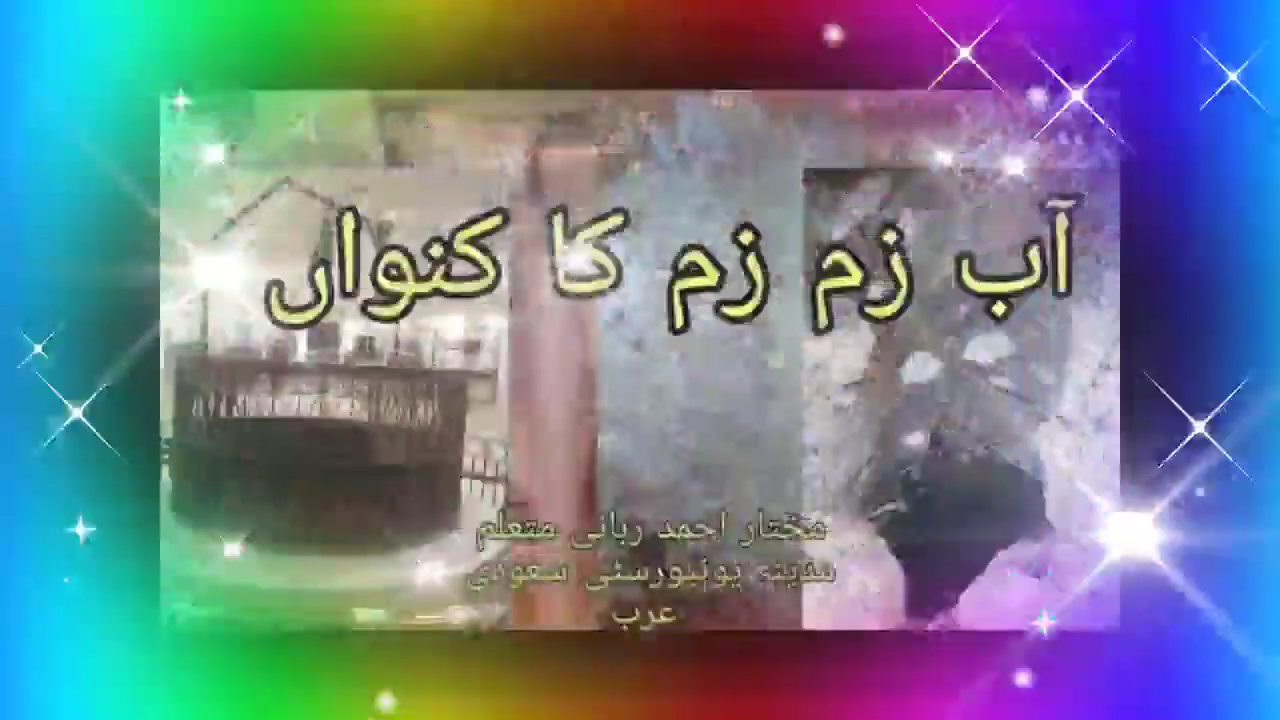 آب زم زم کا کنواں
مختار احمد ربانی متعلم
مدینہ یونیورسٹی سعودی
عرب